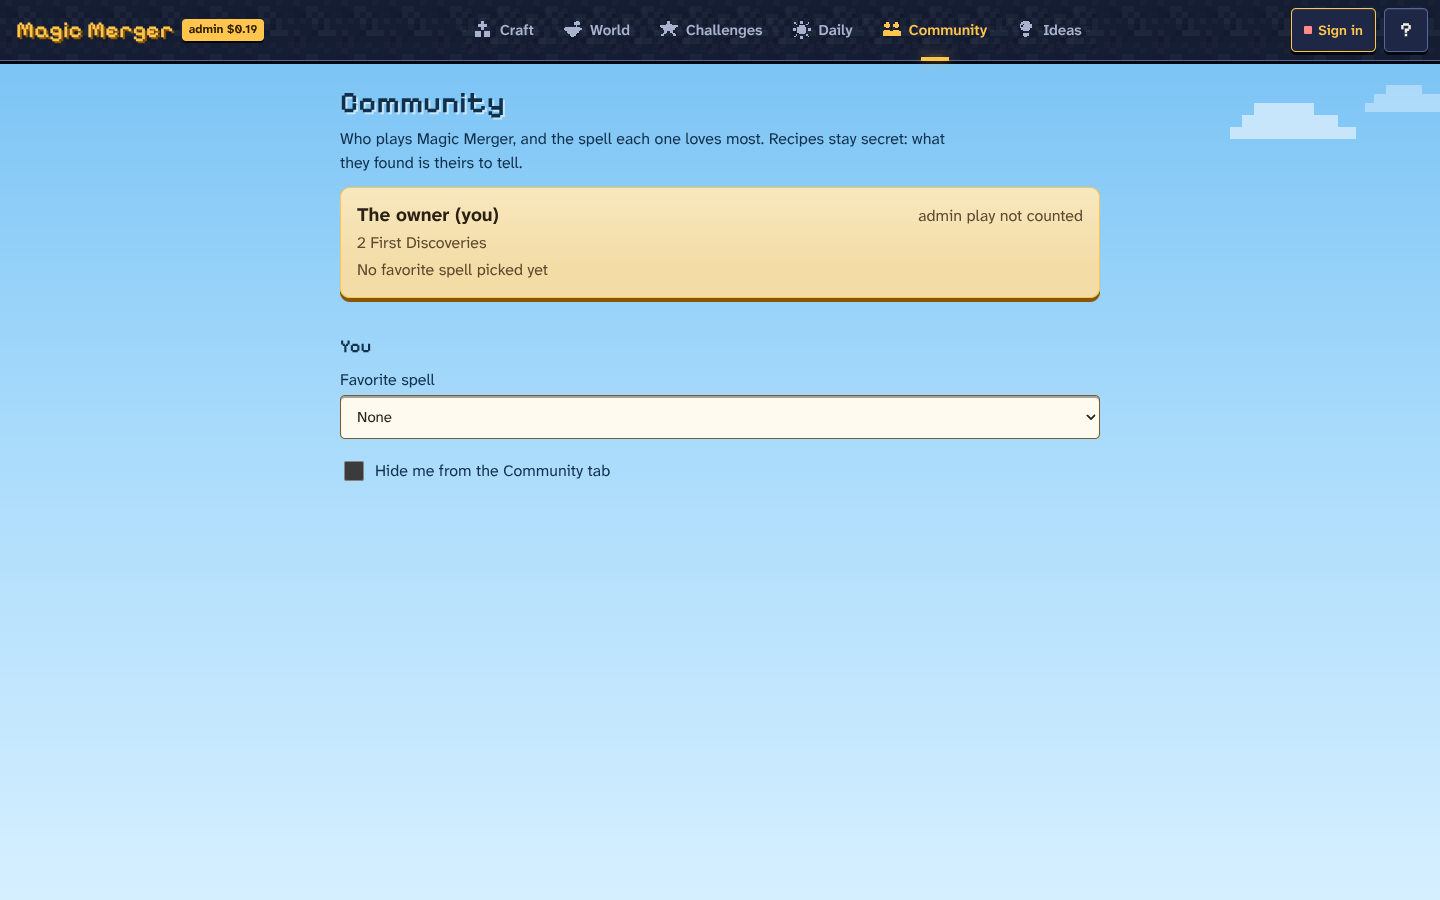 Magic Merger
admin $0.19
Craft
World
Challenges
Daily
Community
Ideas
Sign in
?
Community
Who plays Magic Merger, and the spell each one loves most. Recipes stay secret: what
they found is theirs to tell.
The owner (you)
admin play not counted
2 First Discoveries
No favorite spell picked yet
You
Favorite spell
None
Hide me from the Community tab